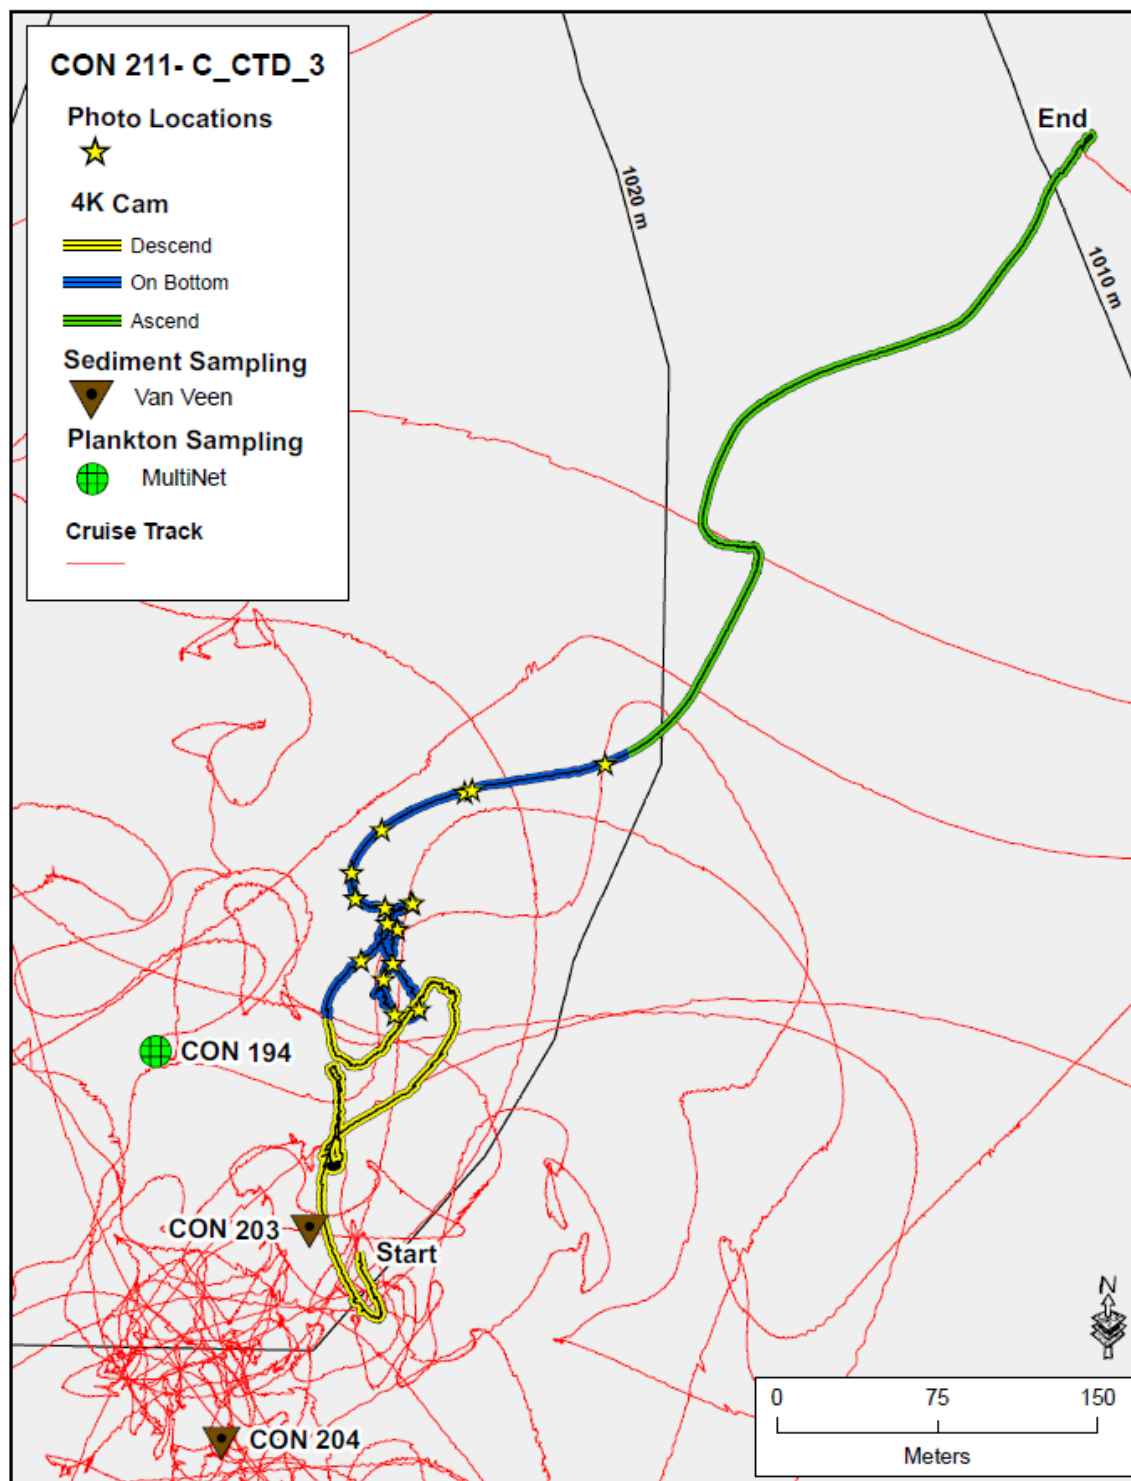 CON 211- C_CTD_3
Photo Locations
4K Cam
Descend
On Bottom
Ascend
Sediment Sampling
Van Veen
Plankton Sampling
MultiNet
Cruise Track
End
1020 m
1010 m
CON 194
CON 203
Start
CON 204
N
0 75 150
Meters